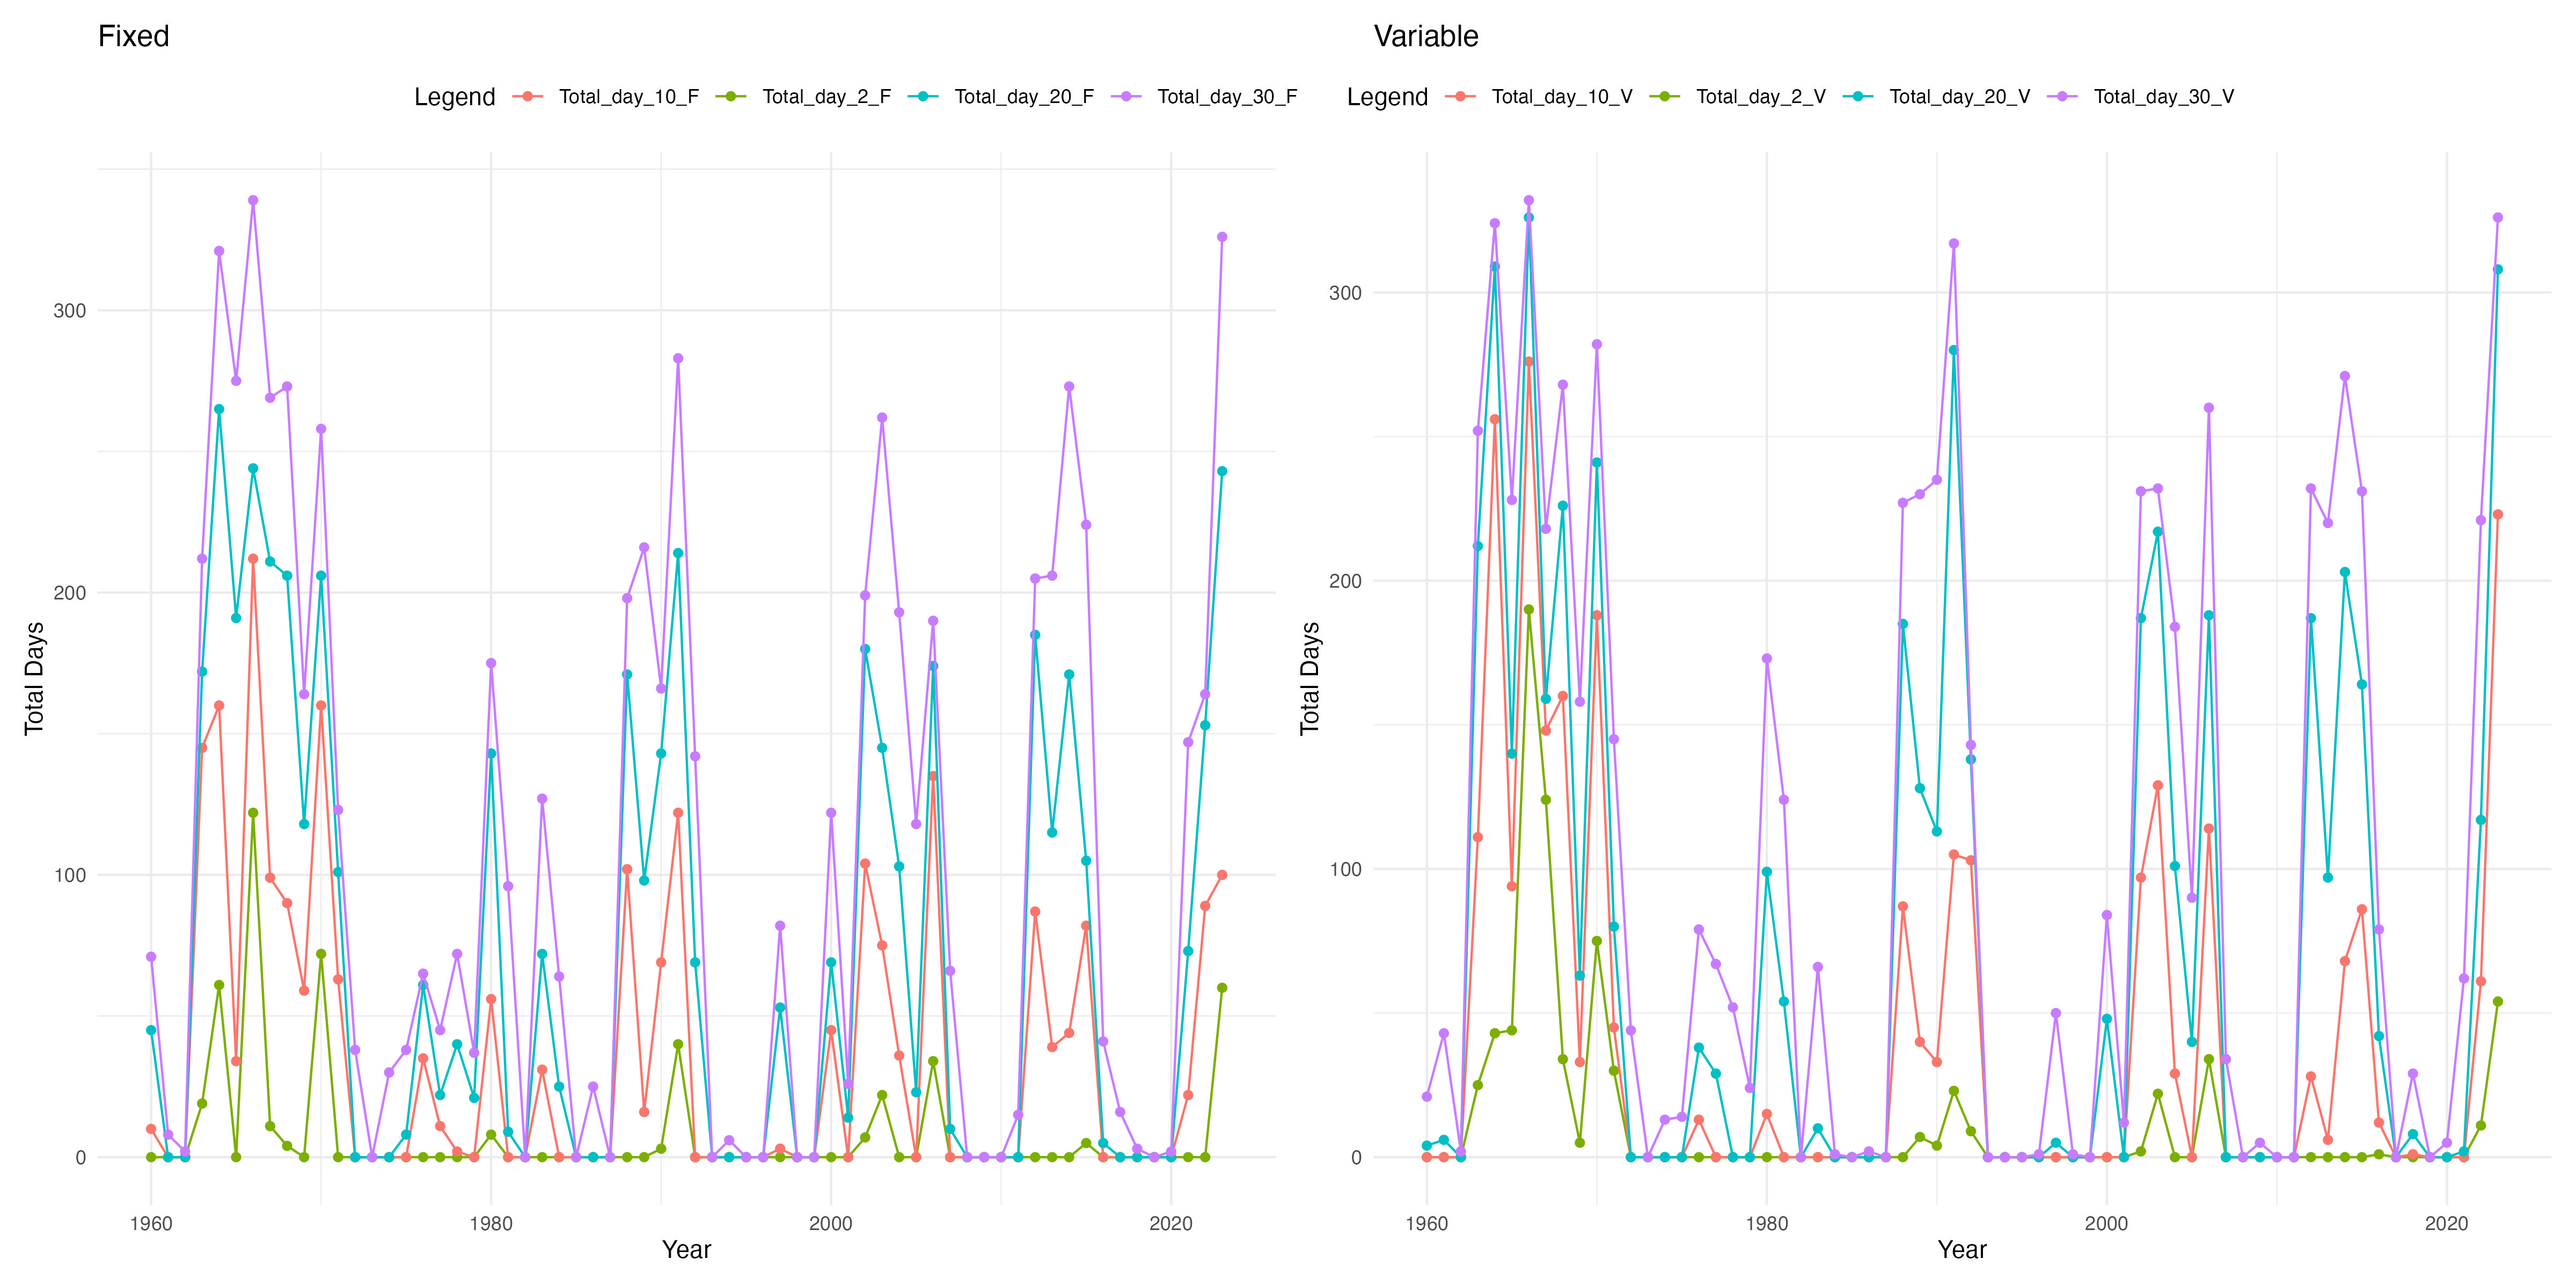 Fixed
Legend Total_day_10_F Total_day_2_F Total_day_20_F Total_day_30_F
Total Days
300
200
100
0
1960 1980 2000 2020
Year
Variable
Legend Total_day_10_V Total_day_2_V Total_day_20_V Total_day_30_V
Total Days
300
200
100
0
1960 1980 2000 2020
Year